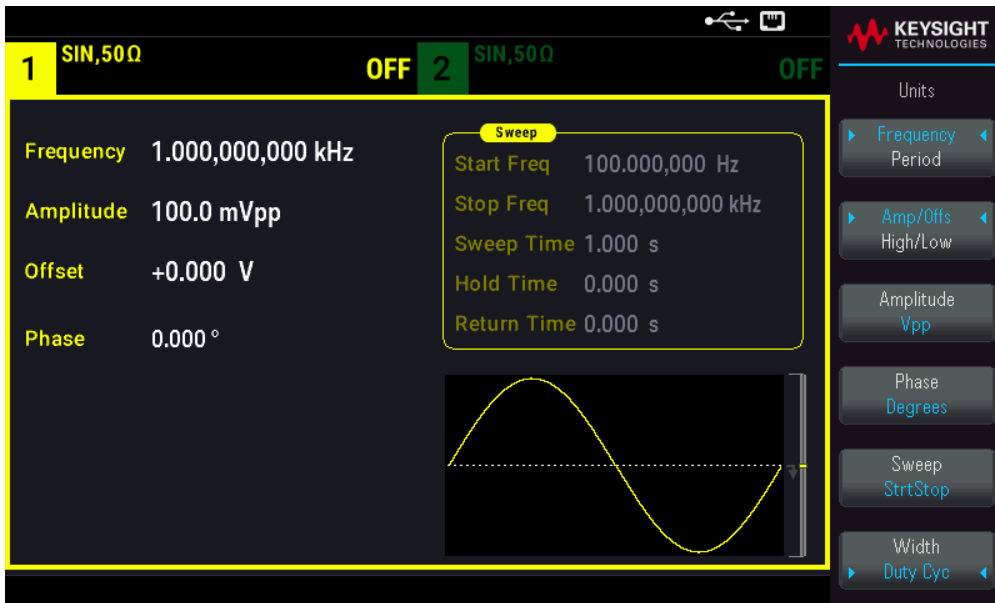 KEYSIGHT
TECHNOLOGIES
1 SIN,50Ω OFF 2 SIN,50Ω OFF
Units
Frequency 1.000,000,000 kHz
Amplitude 100.0 mVpp
Offset +0.000 V
Phase 0.000 °
Sweep
Start Freq 100.000,000 Hz
Stop Freq 1.000,000,000 kHz
Sweep Time 1.000 s
Hold Time 0.000 s
Return Time 0.000 s
Frequency
Period
Amp/Offs
High/Low
Amplitude
Vpp
Phase
Degrees
Sweep
StrtStop
Width
Duty Cyc